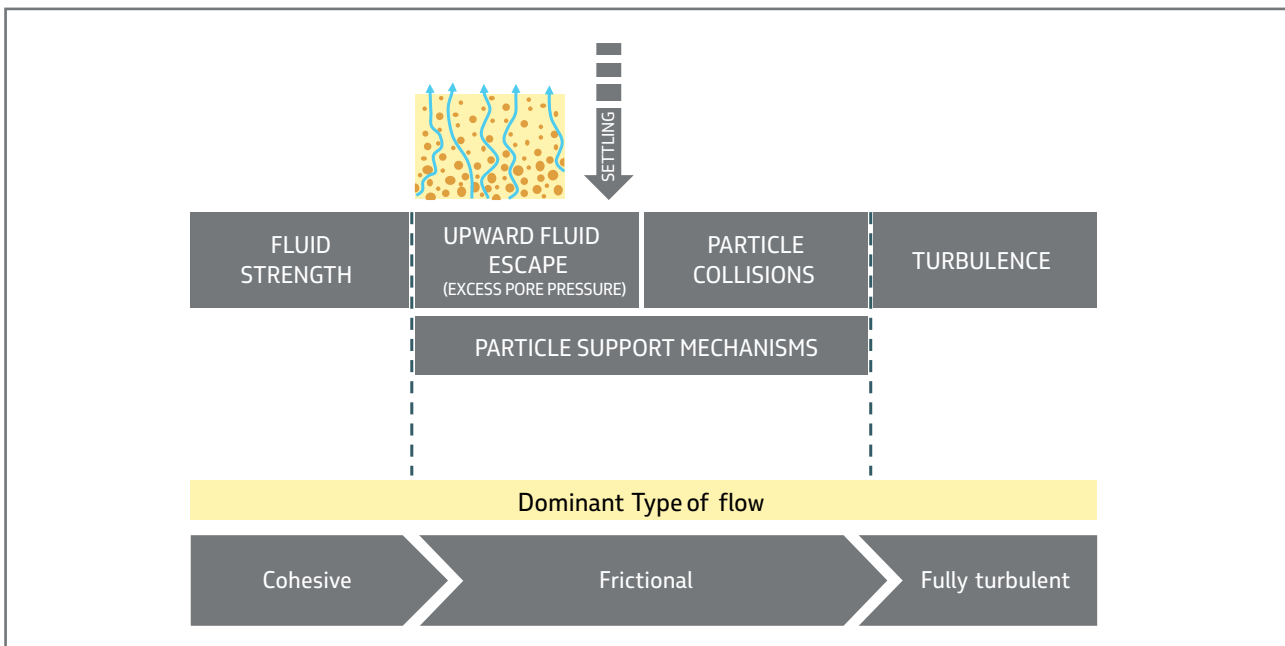 SETTLING
FLUID
STRENGTH
UPWARD FLUID
ESCAPE
(EXCESS PORE PRESSURE)
PARTICLE
COLLISIONS
TURBULENCE
PARTICLE SUPPORT MECHANISMS
Dominant Type of flow
Cohesive
Frictional
Fully turbulent